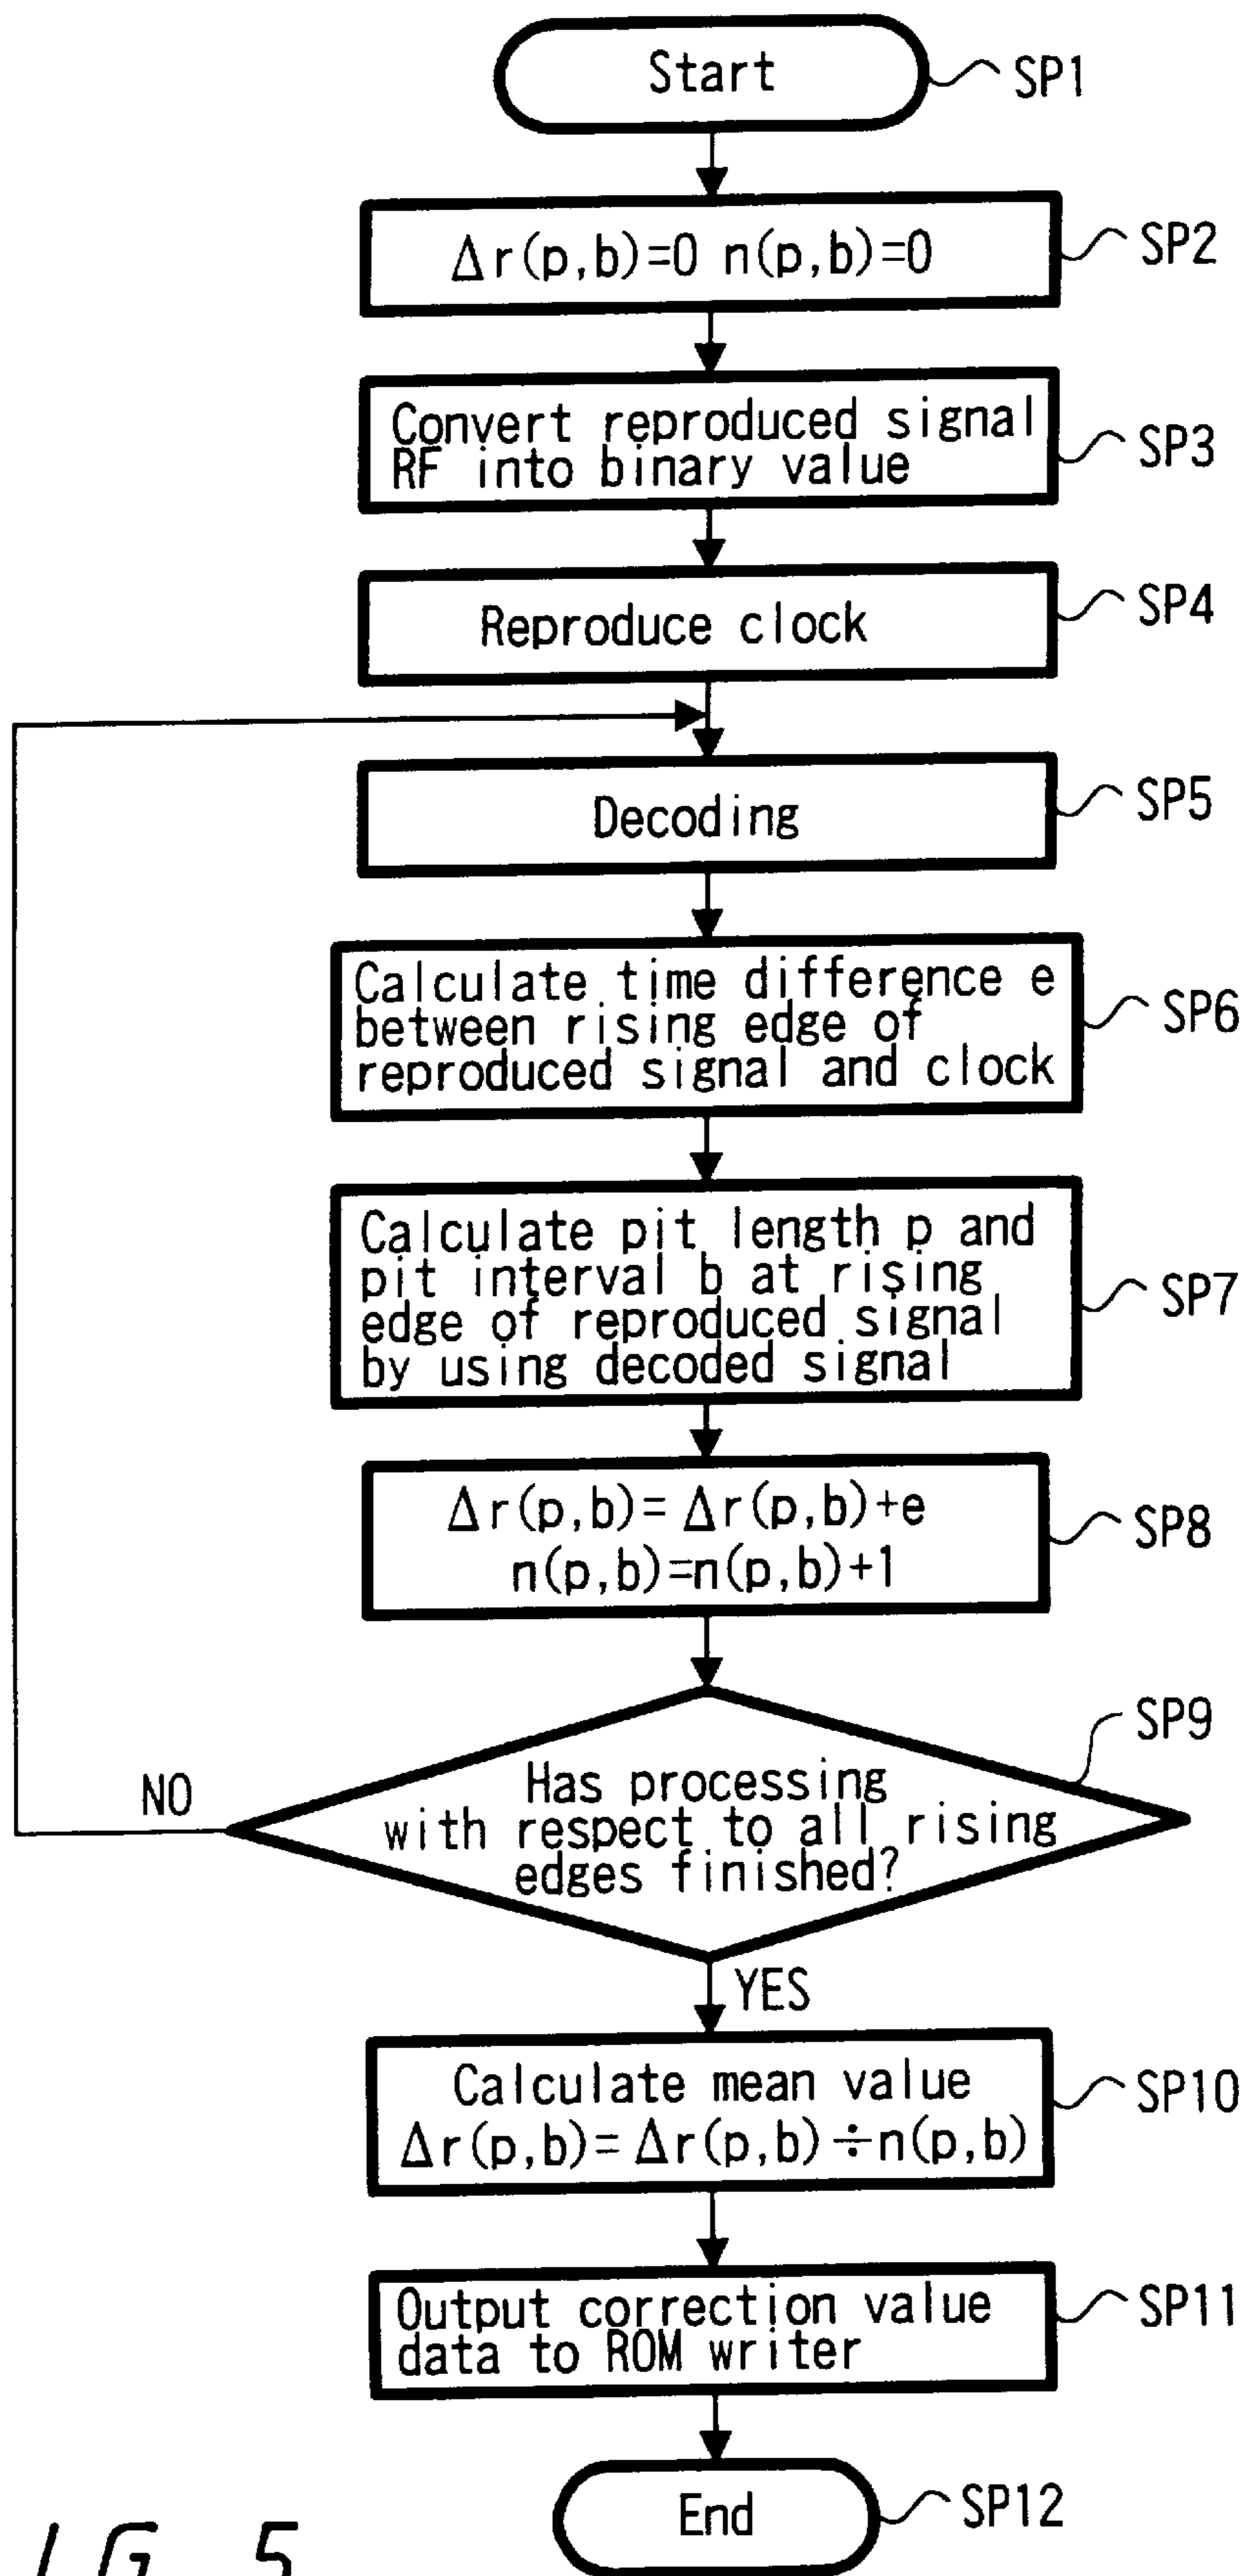 Start
SP1
Δr(p,b)=0 n(p,b)=0
SP2
Convert reproduced signal
RF into binary value
SP3
Reproduce clock
SP4
Decoding
SP5
Calculate time difference e
between rising edge of
reproduced signal and clock
SP6
Calculate pit length p and
pit interval b at rising
edge of reproduced signal
by using decoded signal
SP7
Δr(p,b)= Δr(p,b)+e
n(p,b)=n(p,b)+1
SP8
SP9
Has processing
with respect to all rising
edges finished?
NO
YES
Calculate mean value
Δr(p,b)= Δr(p,b)÷n(p,b)
SP10
Output correction value
data to ROM writer
SP11
End
SP12
IG. 5